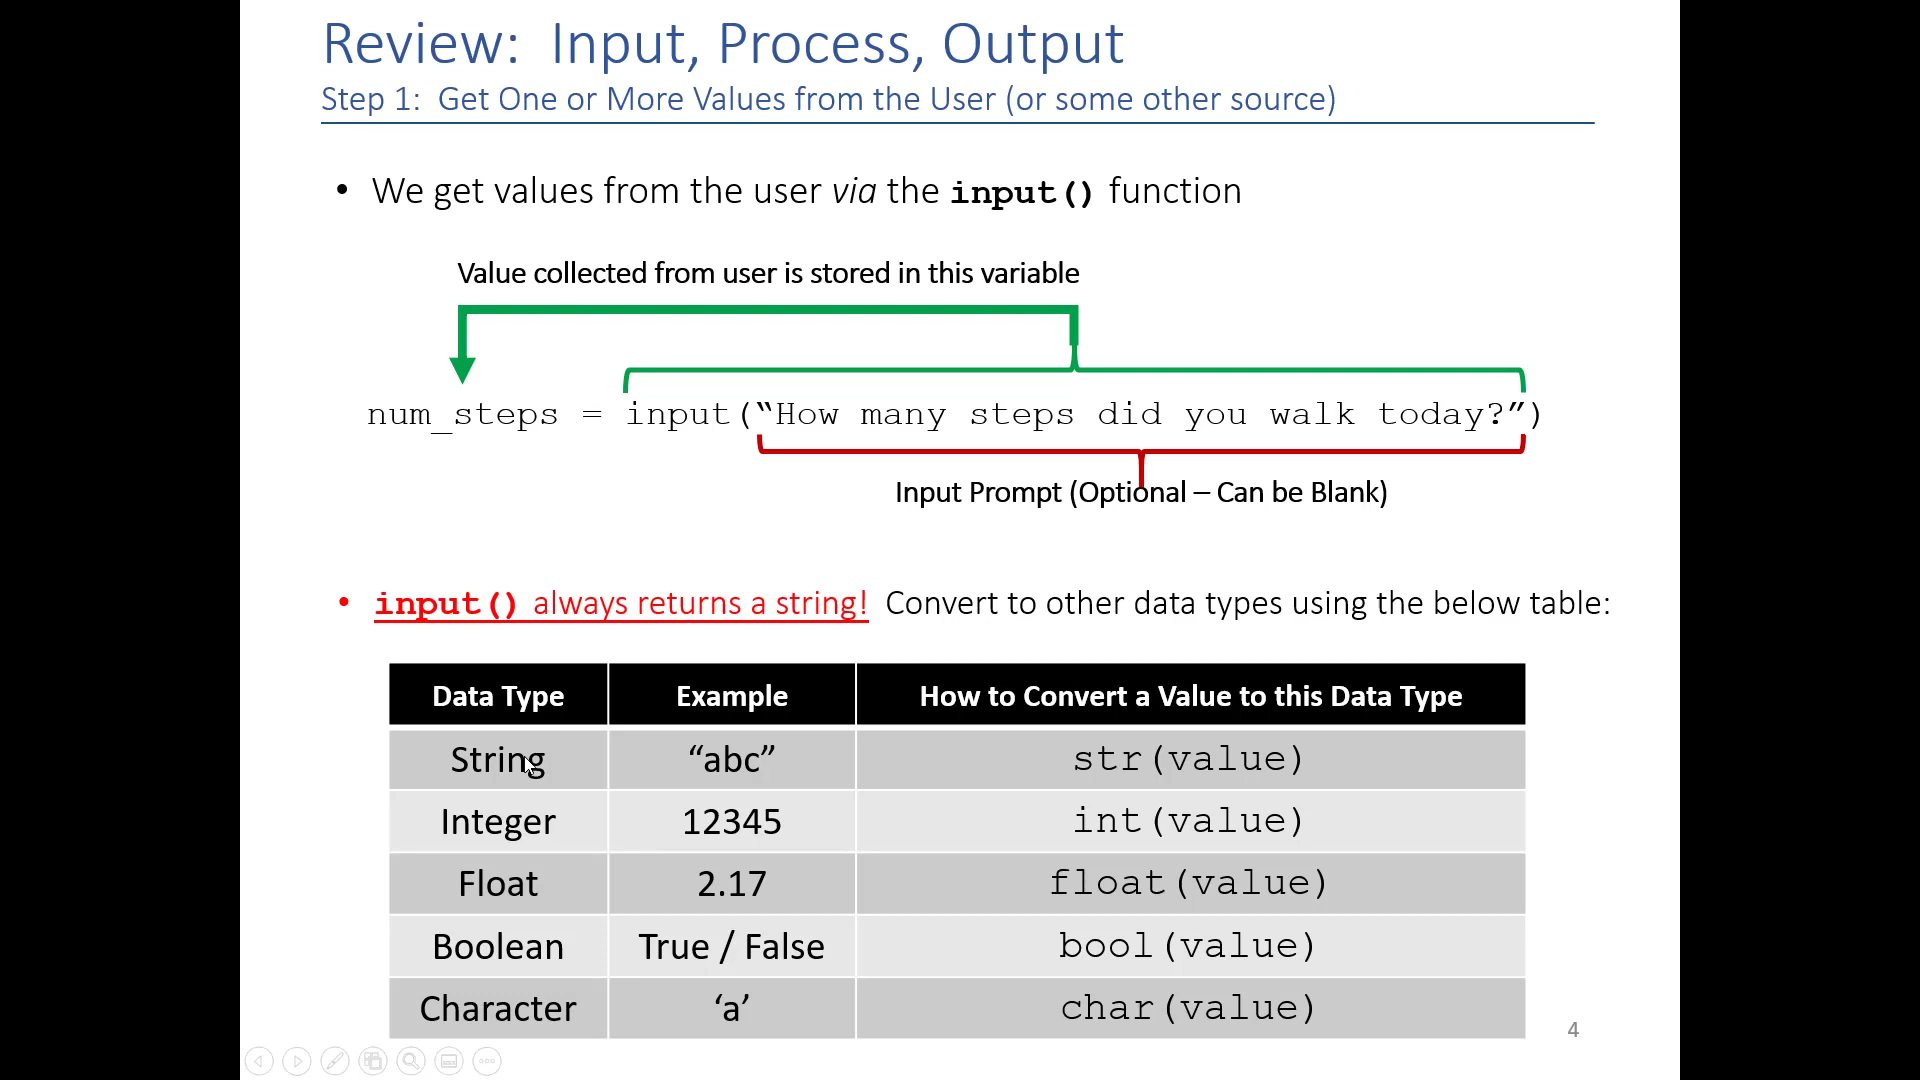 Review:  Input, Process, Output
Step 1:  Get One or More Values from the User (or some other source)
• We get values from the user via the input() function
Value collected from user is stored in this variable
num_steps = input(“How many steps did you walk today?”)
Input Prompt (Optional – Can be Blank)
• input() always returns a string!  Convert to other data types using the below table:
Data Type Example How to Convert a Value to this Data Type
String “abc” str(value)
Integer 12345 int(value)
Float 2.17 float(value)
Boolean True / False bool(value)
Character ‘a’ char(value)
4